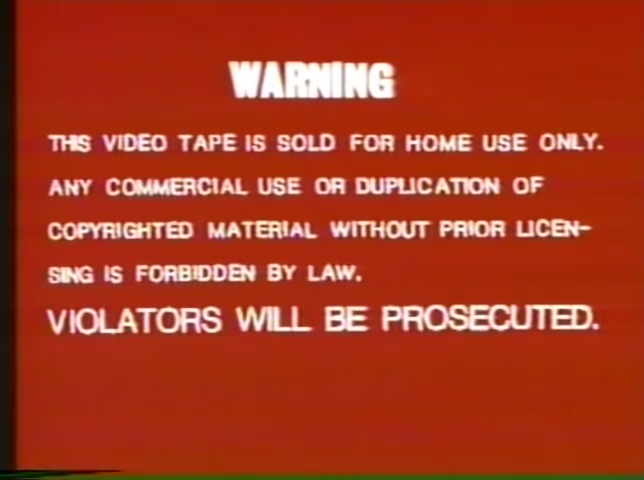 WARNING
THIS VIDEO TAPE IS SOLD FOR HOME USE ONLY.
ANY COMMERCIAL USE OR DUPLICATION OF
COPYRIGHTED MATERIAL WITHOUT PRIOR LICEN-
SING IS FORBIDDEN BY LAW.
VIOLATORS WILL BE PROSECUTED.